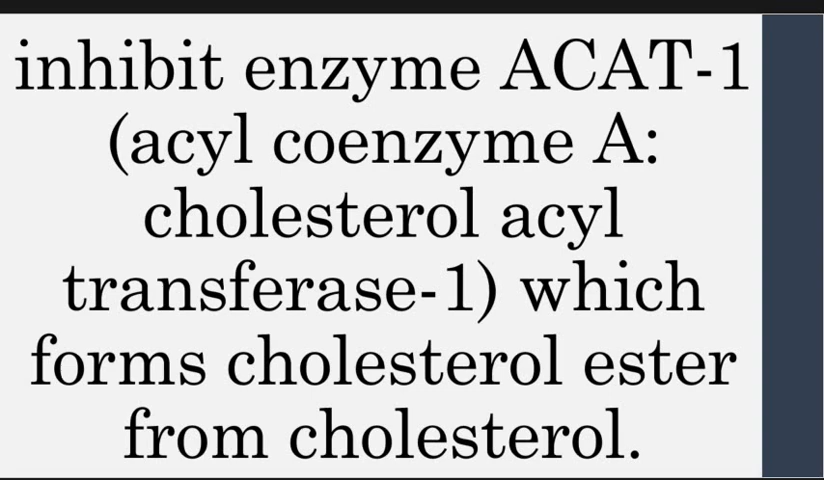 inhibit enzyme ACAT-1
(acyl coenzyme A:
cholesterol acyl
transferase-1) which
forms cholesterol ester
from cholesterol.